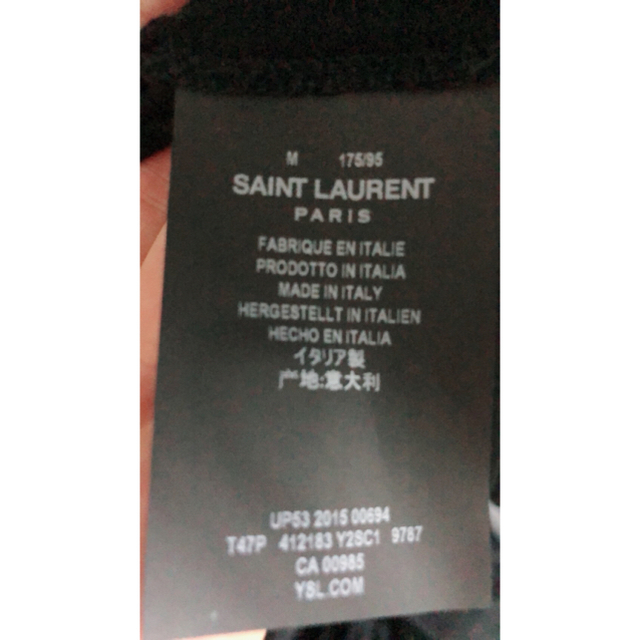 M 175/95
SAINT LAURENT
PARIS
FABRIQUE EN ITALIE
PRODOTTO IN ITALIA
MADE IN ITALY
HERGESTELLT IN ITALIEN
HECHO EN ITALIA
イタリア製
产地:意大利
UP53 2015 00694
T47P 412183 Y2SC1 9787
CA 00985
YSL.COM